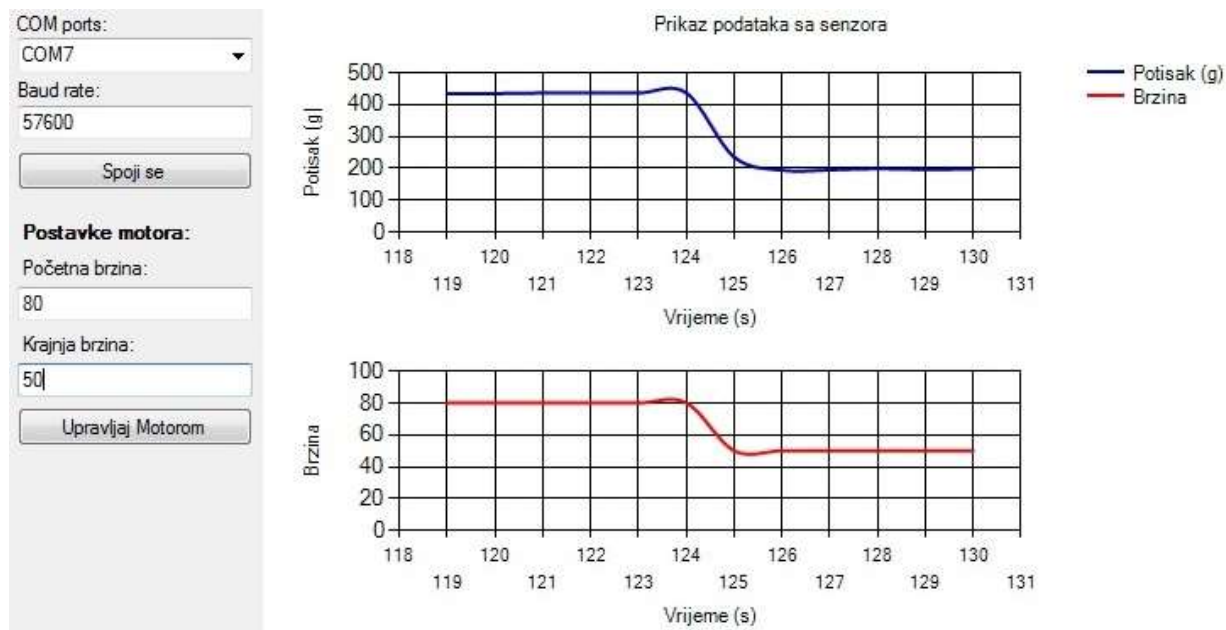 COM ports:
COM7
Baud rate:
57600
Spoji se
Postavke motora:
Početna brzina:
80
Krajnja brzina:
50
Upravljaj Motorom
Prikaz podataka sa senzora
Potisak (g)
Brzina
Potisak (g)
500
400
300
200
100
0
118 120 122 124 126 128 130
119 121 123 125 127 129 131
Vrijeme (s)
Brzina
100
80
60
40
20
0
118 120 122 124 126 128 130
119 121 123 125 127 129 131
Vrijeme (s)